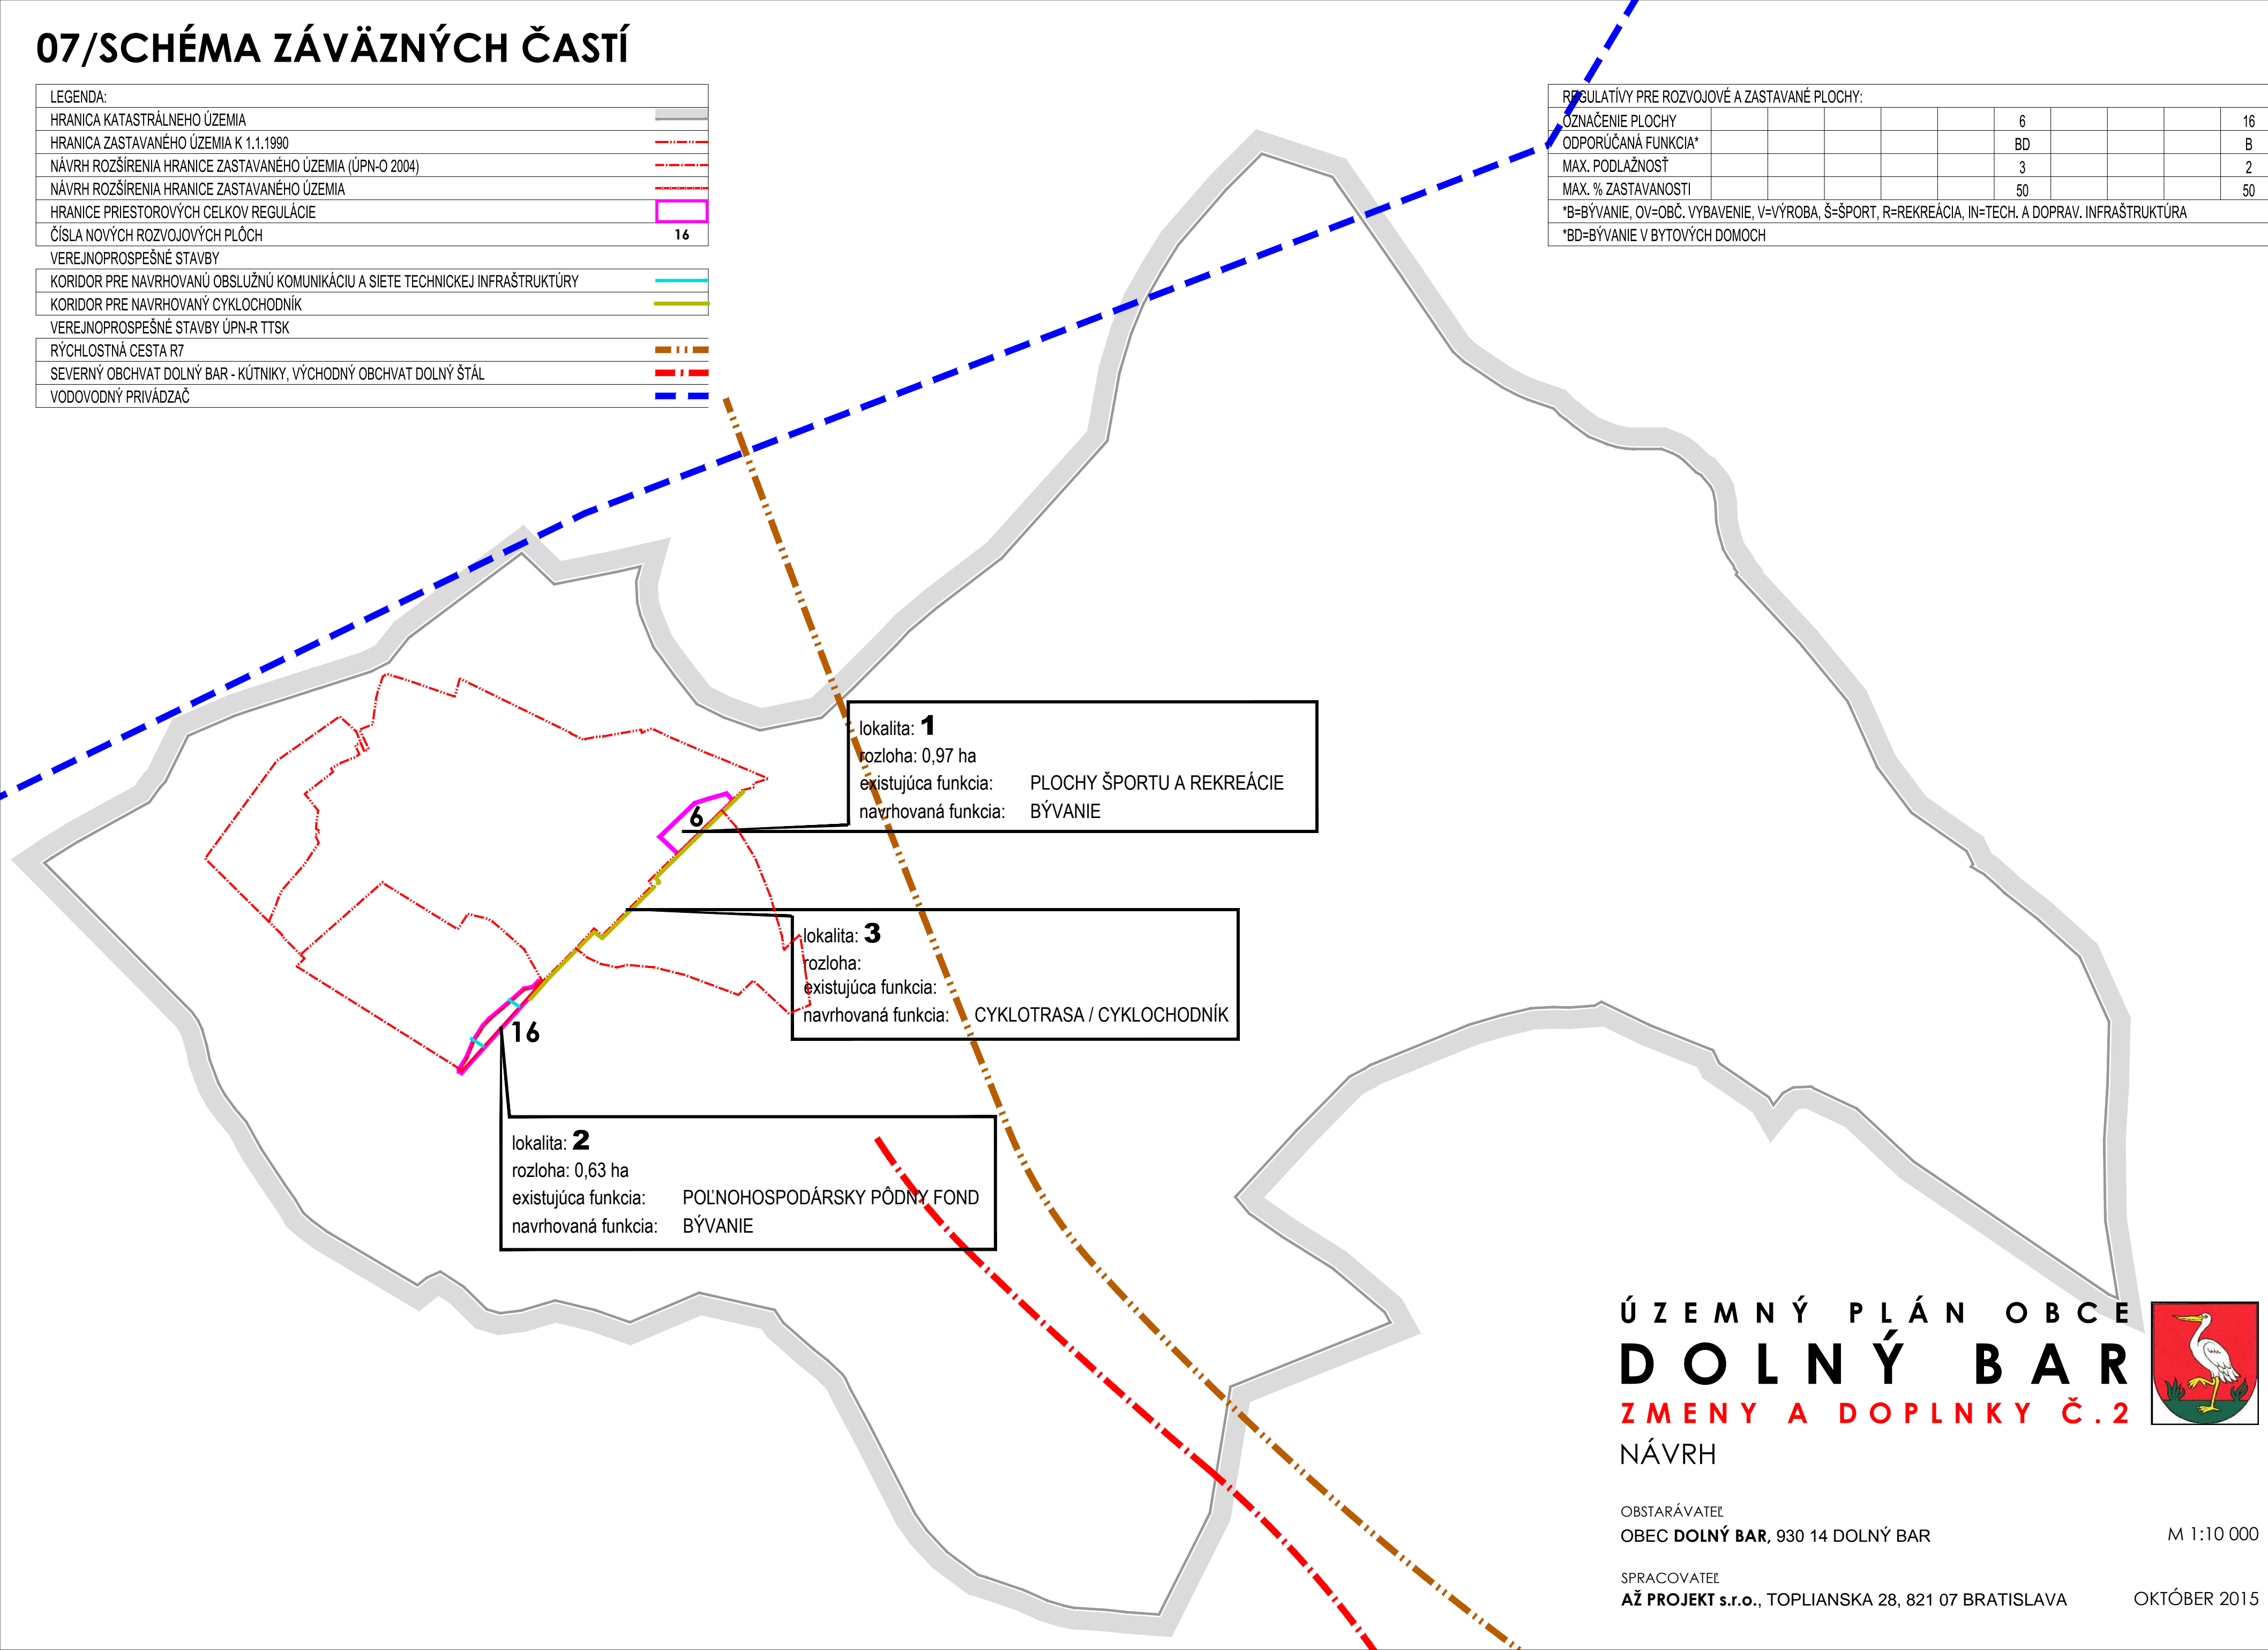 07/SCHÉMA ZÁVÄZNÝCH ČASTÍ
LEGENDA:
HRANICA KATASTRÁLNEHO ÚZEMIA
HRANICA ZASTAVANÉHO ÚZEMIA K 1.1.1990
NÁVRH ROZŠÍRENIA HRANICE ZASTAVANÉHO ÚZEMIA (ÚPN-O 2004)
NÁVRH ROZŠÍRENIA HRANICE ZASTAVANÉHO ÚZEMIA
HRANICE PRIESTOROVÝCH CELKOV REGULÁCIE
ČÍSLA NOVÝCH ROZVOJOVÝCH PLÔCH 16
VEREJNOPROSPEŠNÉ STAVBY
KORIDOR PRE NAVRHOVANÚ OBSLUŽNÚ KOMUNIKÁCIU A SIETE TECHNICKEJ INFRAŠTRUKTÚRY
KORIDOR PRE NAVRHOVANÝ CYKLOCHODNÍK
VEREJNOPROSPEŠNÉ STAVBY ÚPN-R TTSK
RÝCHLOSTNÁ CESTA R7
SEVERNÝ OBCHVAT DOLNÝ BAR - KÚTNIKY, VÝCHODNÝ OBCHVAT DOLNÝ ŠTÁL
VODOVODNÝ PRIVÁDZAČ
REGULATÍVY PRE ROZVOJOVÉ A ZASTAVANÉ PLOCHY:
OZNAČENIE PLOCHY 6 16
ODPORÚČANÁ FUNKCIA* BD B
MAX. PODLAŽNOSŤ 3 2
MAX. % ZASTAVANOSTI 50 50
*B=BÝVANIE, OV=OBČ. VYBAVENIE, V=VÝROBA, Š=ŠPORT, R=REKREÁCIA, IN=TECH. A DOPRAV. INFRAŠTRUKTÚRA
*BD=BÝVANIE V BYTOVÝCH DOMOCH
lokalita: 1
rozloha: 0,97 ha
existujúca funkcia: PLOCHY ŠPORTU A REKREÁCIE
navrhovaná funkcia: BÝVANIE
6
lokalita: 3
rozloha:
existujúca funkcia:
navrhovaná funkcia: CYKLOTRASA / CYKLOCHODNÍK
16
lokalita: 2
rozloha: 0,63 ha
existujúca funkcia: POĽNOHOSPODÁRSKY PÔDNY FOND
navrhovaná funkcia: BÝVANIE
ÚZEMNÝ PLÁN OBCE
DOLNÝ BAR
ZMENY A DOPLNKY Č.2
NÁVRH
OBSTARÁVATEĽ
OBEC DOLNÝ BAR, 930 14 DOLNÝ BAR M 1:10 000
SPRACOVATEĽ
AŽ PROJEKT s.r.o., TOPLIANSKA 28, 821 07 BRATISLAVA OKTÓBER 2015